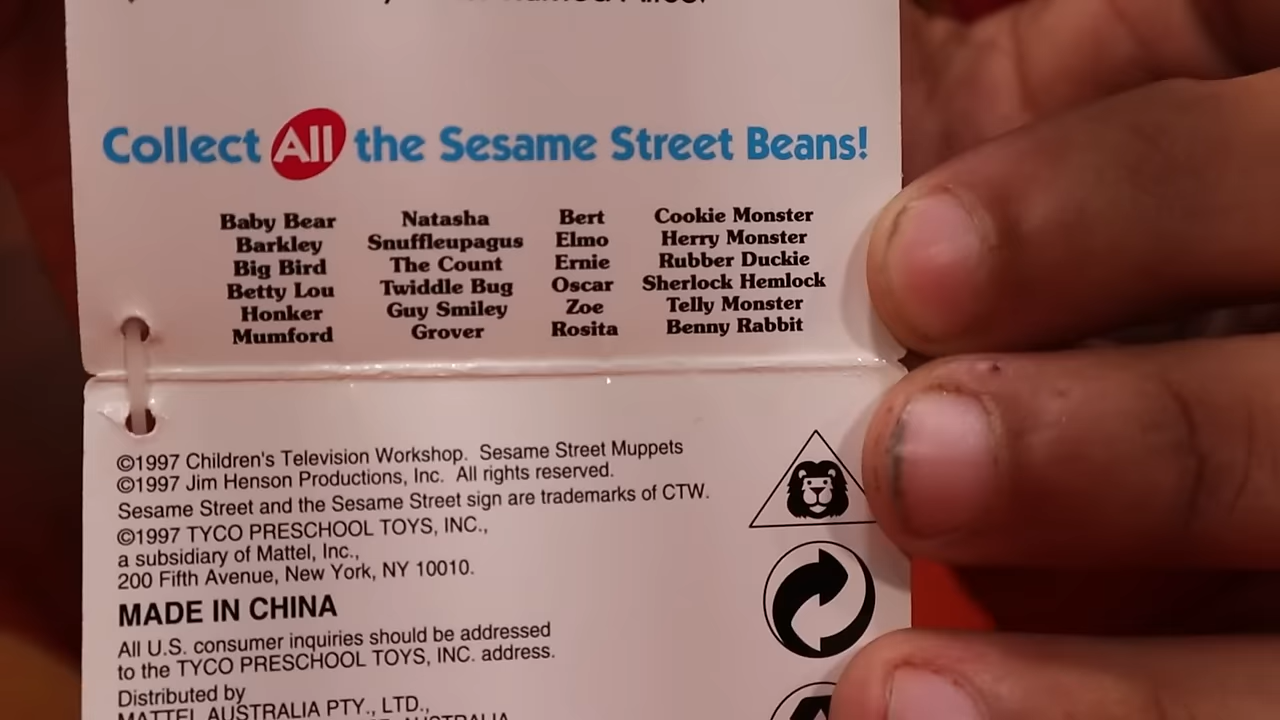 Collect All the Sesame Street Beans!
Baby Bear Natasha Bert Cookie Monster
Barkley Snuffleupagus Elmo Herry Monster
Big Bird The Count Ernie Rubber Duckie
Betty Lou Twiddle Bug Oscar Sherlock Hemlock
Honker Guy Smiley Zoe Telly Monster
Mumford Grover Rosita Benny Rabbit
©1997 Children's Television Workshop. Sesame Street Muppets
©1997 Jim Henson Productions, Inc. All rights reserved.
Sesame Street and the Sesame Street sign are trademarks of CTW.
©1997 TYCO PRESCHOOL TOYS, INC.,
a subsidiary of Mattel, Inc.,
200 Fifth Avenue, New York, NY 10010.
MADE IN CHINA
All U.S. consumer inquiries should be addressed
to the TYCO PRESCHOOL TOYS, INC. address.
Distributed by
MATTEL AUSTRALIA PTY., LTD.,
AUSTRALIA